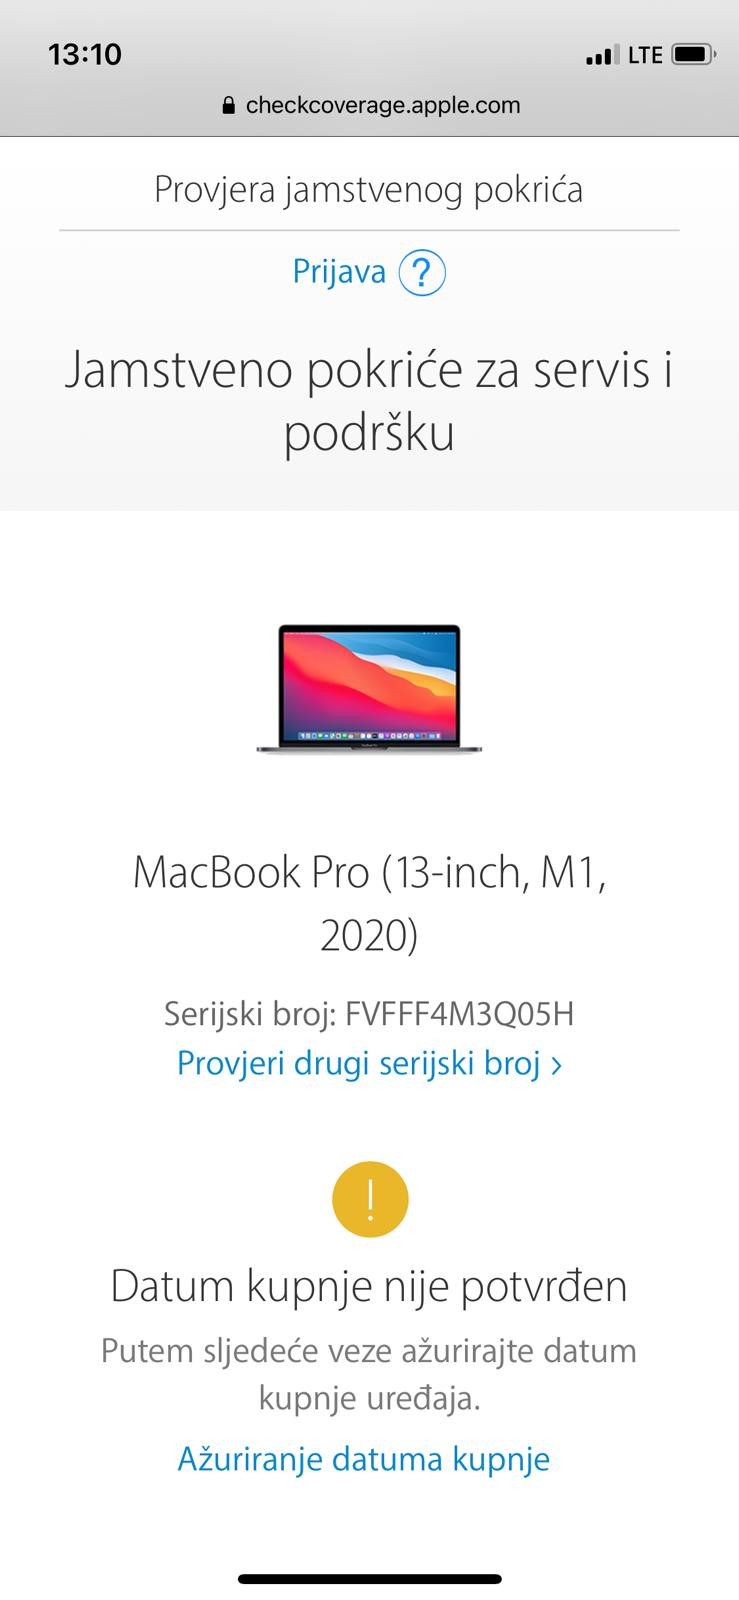 13:10
LTE
checkcoverage.apple.com
Provjera jamstvenog pokrića
Prijava ?
Jamstveno pokriće za servis i
podršku
MacBook Pro (13-inch, M1,
2020)
Serijski broj: FVFFF4M3Q05H
Provjeri drugi serijski broj ›
!
Datum kupnje nije potvrđen
Putem sljedeće veze ažurirajte datum
kupnje uređaja.
Ažuriranje datuma kupnje